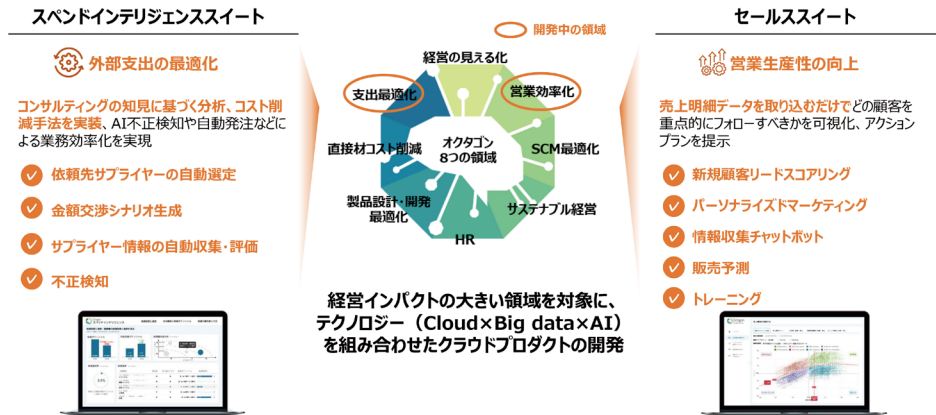 スペンドインテリジェンススイート
外部支出の最適化
コンサルティングの知見に基づく分析、コスト削
減手法を実装、AI不正検知や自動発注などに
よる業務効率化を実現
依頼先サプライヤーの自動選定
金額交渉シナリオ生成
サプライヤー情報の自動収集・評価
不正検知
開発中の領域
経営の見える化
支出最適化
営業効率化
直接材コスト削減
オクタゴン
8つの領域
SCM最適化
製品設計・開発
最適化
サステナブル経営
HR
経営インパクトの大きい領域を対象に、
テクノロジー（Cloud×Big data×AI）
を組み合わせたクラウドプロダクトの開発
セールススイート
営業生産性の向上
売上明細データを取り込むだけでどの顧客を
重点的にフォローすべきかを可視化、アクション
プランを提示
新規顧客リードスコアリング
パーソナライズドマーケティング
情報収集チャットボット
販売予測
トレーニング